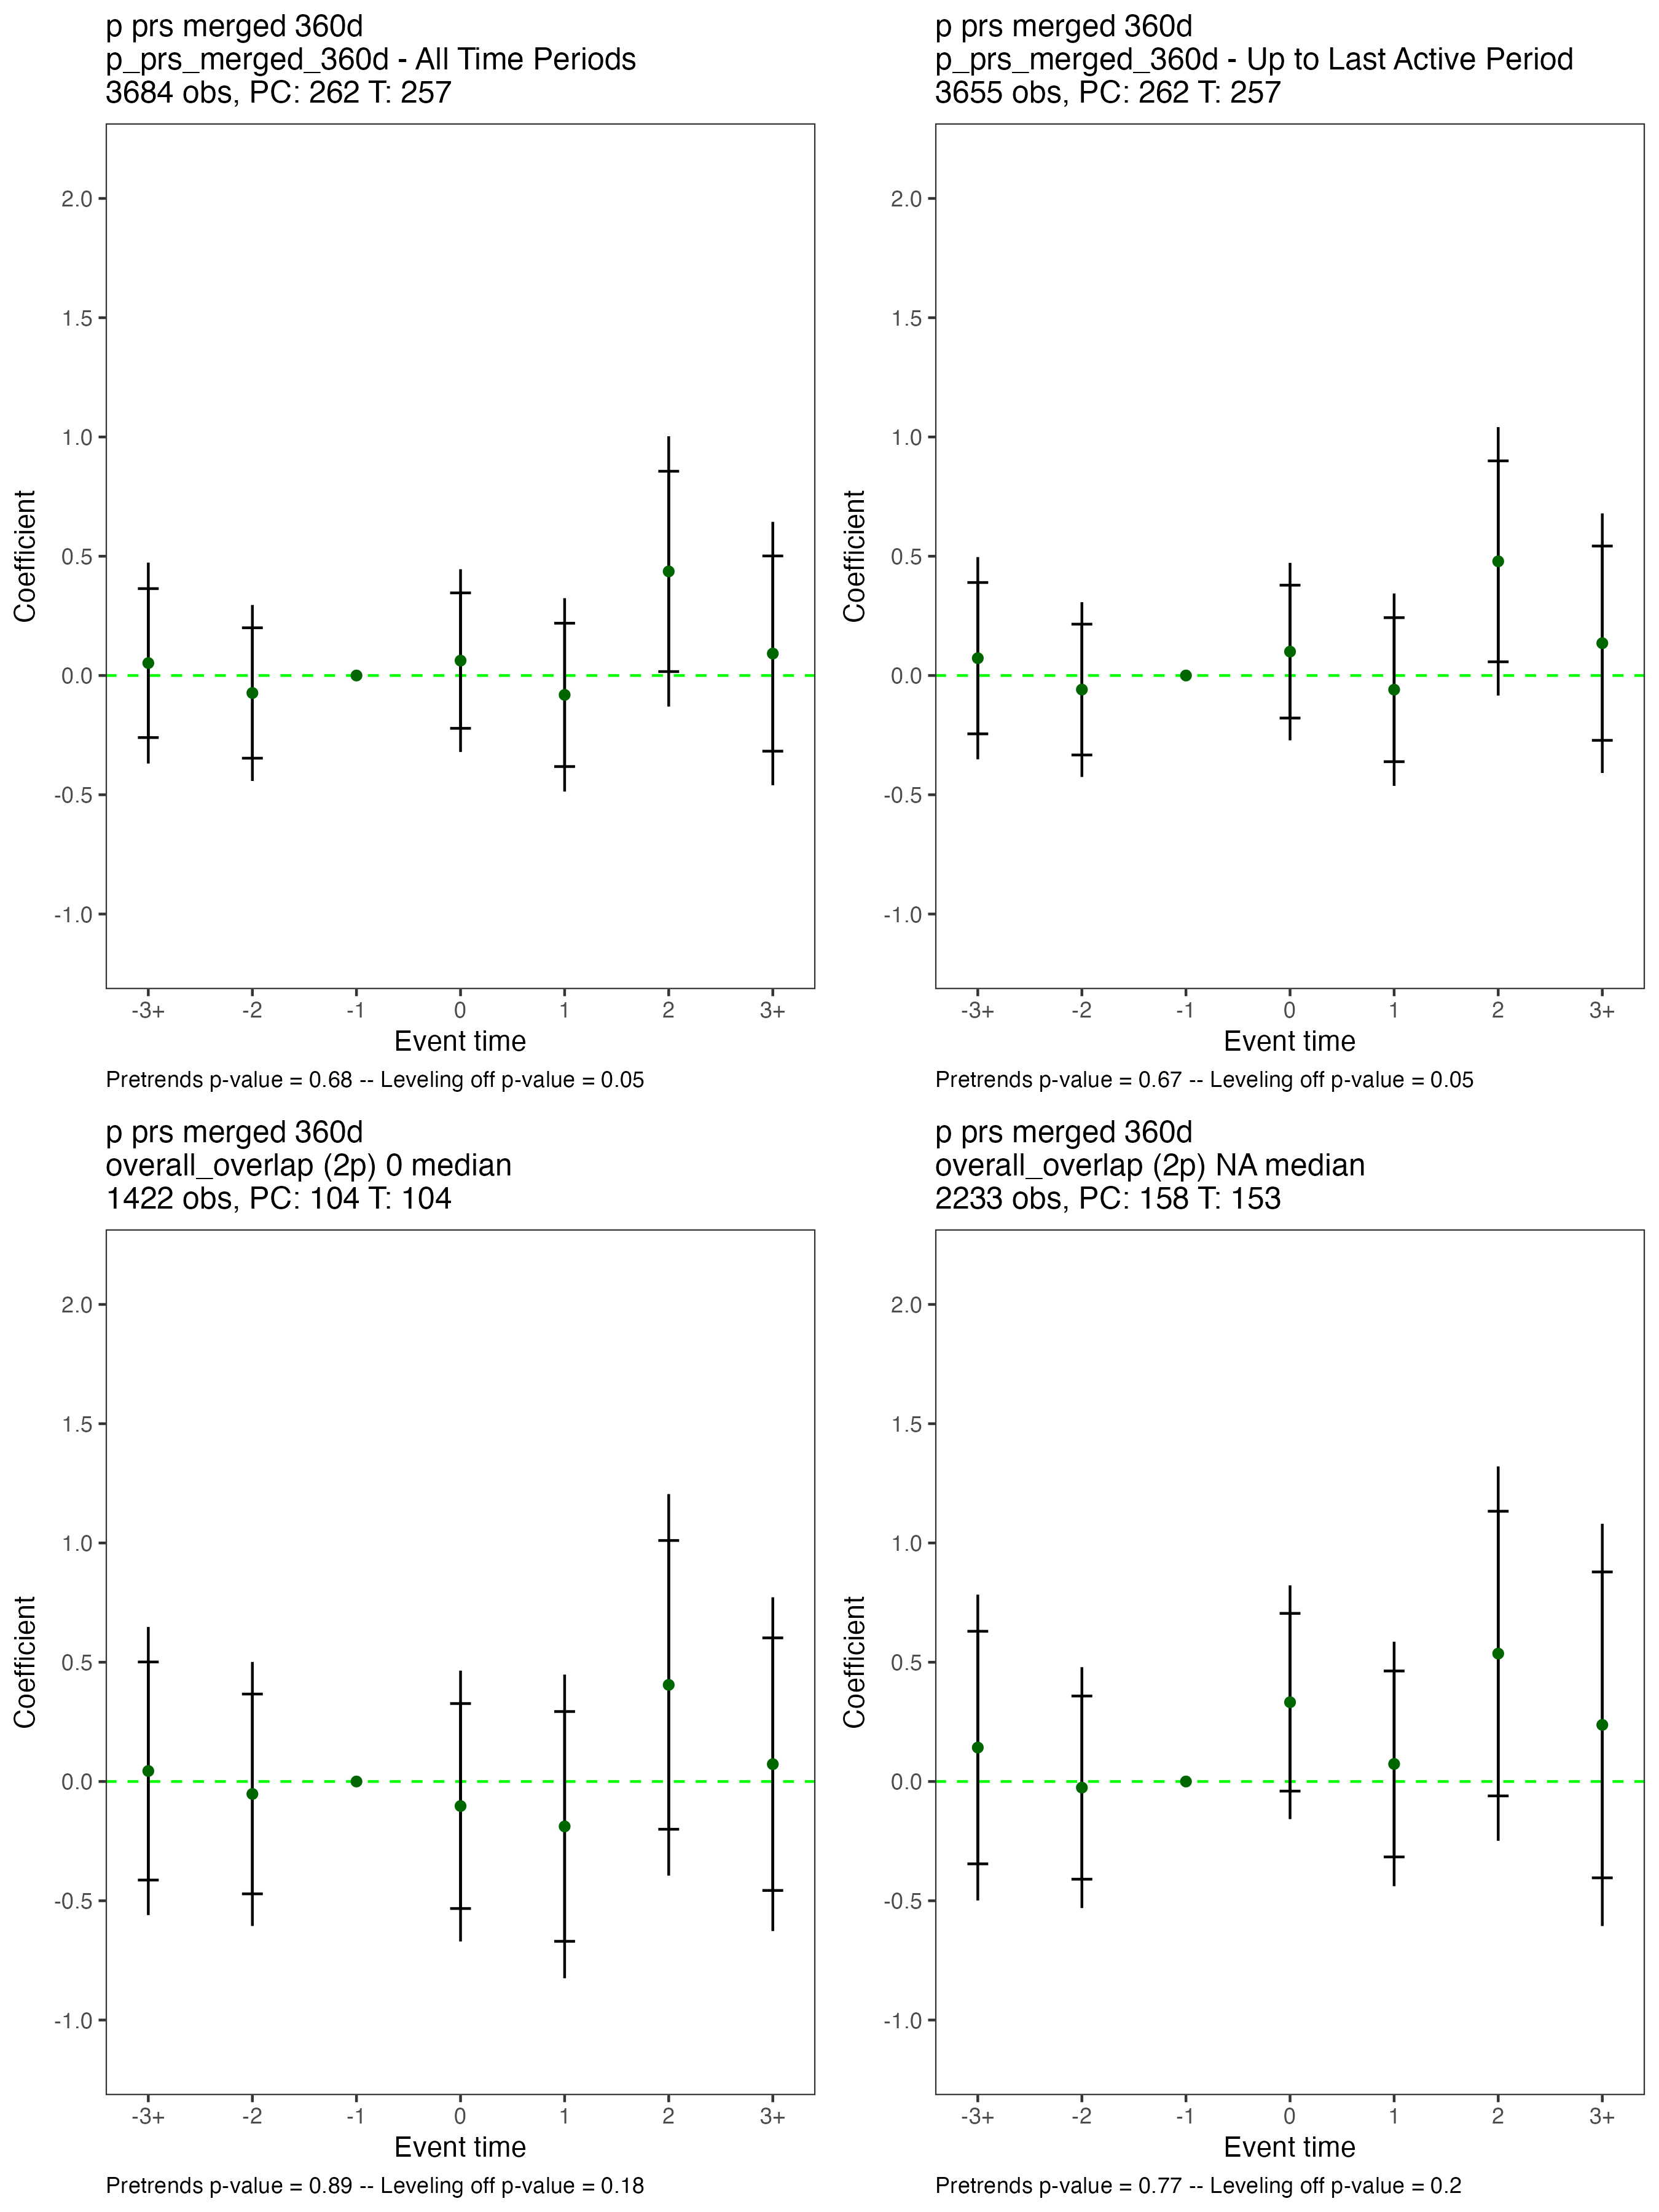 p prs merged 360d
p_prs_merged_360d - All Time Periods
3684 obs, PC: 262 T: 257
Coefficient
2.0
1.5
1.0
0.5
0.0
-0.5
-1.0
-3+ -2 -1 0 1 2 3+
Event time
Pretrends p-value = 0.68 -- Leveling off p-value = 0.05
p prs merged 360d
p_prs_merged_360d - Up to Last Active Period
3655 obs, PC: 262 T: 257
Coefficient
2.0
1.5
1.0
0.5
0.0
-0.5
-1.0
-3+ -2 -1 0 1 2 3+
Event time
Pretrends p-value = 0.67 -- Leveling off p-value = 0.05
p prs merged 360d
overall_overlap (2p) 0 median
1422 obs, PC: 104 T: 104
Coefficient
2.0
1.5
1.0
0.5
0.0
-0.5
-1.0
-3+ -2 -1 0 1 2 3+
Event time
Pretrends p-value = 0.89 -- Leveling off p-value = 0.18
p prs merged 360d
overall_overlap (2p) NA median
2233 obs, PC: 158 T: 153
Coefficient
2.0
1.5
1.0
0.5
0.0
-0.5
-1.0
-3+ -2 -1 0 1 2 3+
Event time
Pretrends p-value = 0.77 -- Leveling off p-value = 0.2